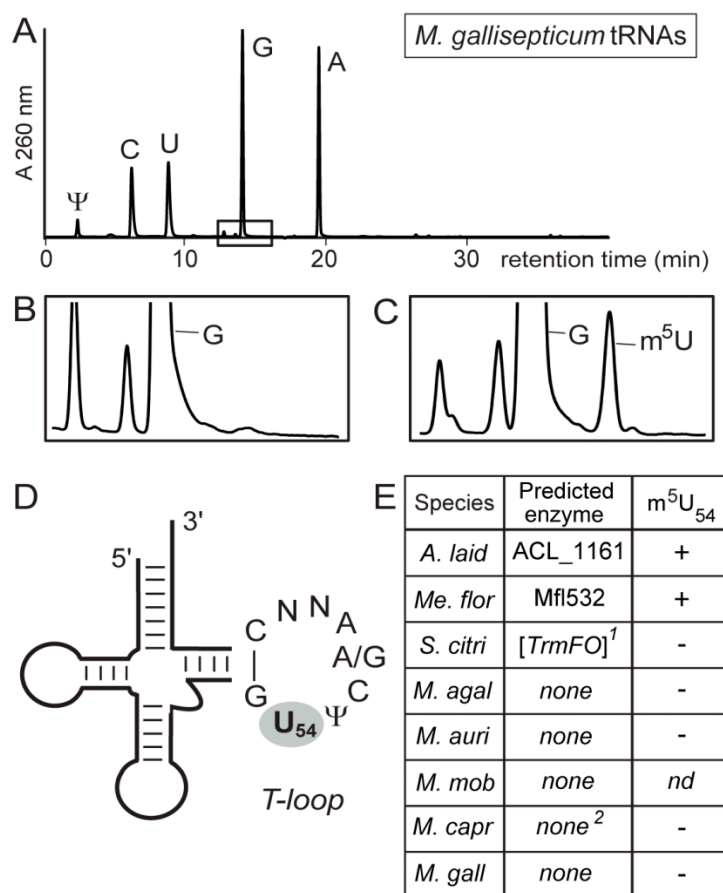 A
M. gallisepticum tRNAs
A 260 nm
Ψ
C
U
G
A
0
10
20
30
retention time (min)
B
G
C
G
m⁵U
D
3'
5'
C
N
N
A
A/G
C
Ψ
U₅₄
G
T-loop
E
Species Predicted enzyme m⁵U₅₄
A. laid ACL_1161 +
Me. flor Mfl532 +
S. citri [TrmFO]¹ -
M. agal none -
M. auri none -
M. mob none nd
M. capr none² -
M. gall none -